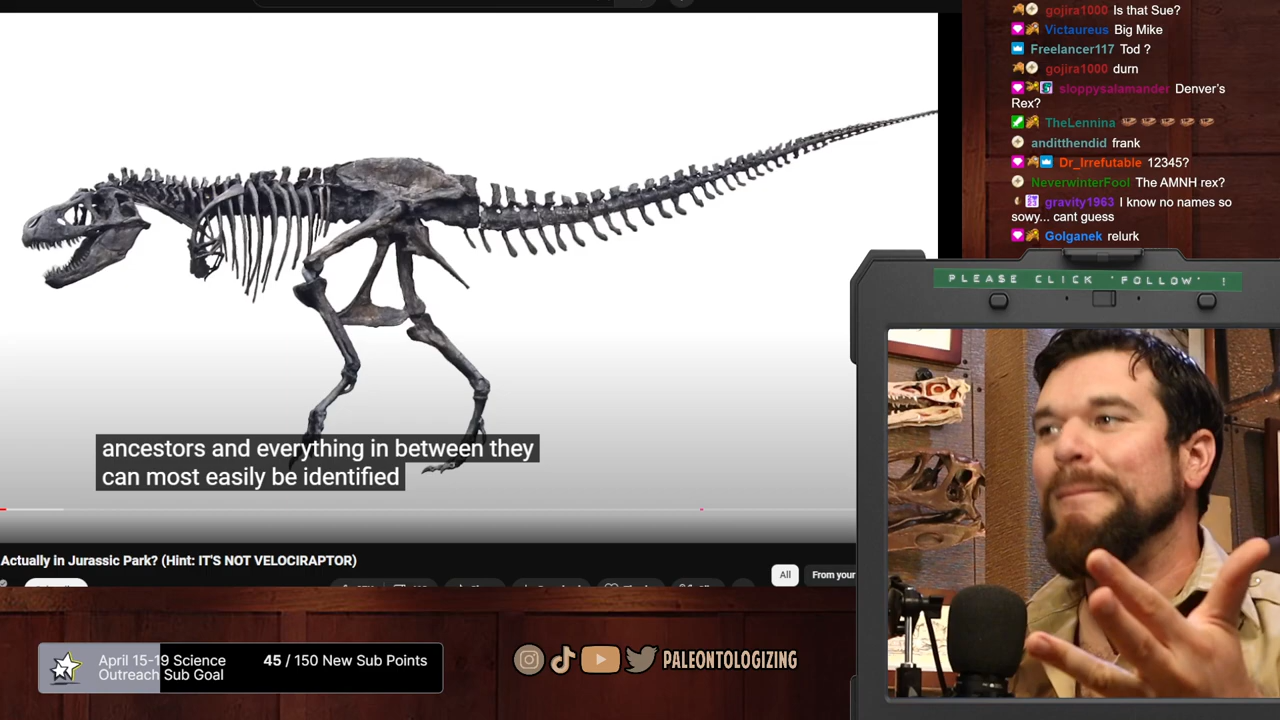 gojira1000 Is that Sue?
Victaureus Big Mike
Freelancer117 Tod ?
gojira1000 durn
sloppysalamander Denver's
Rex?
TheLennina
anditthendid frank
Dr_Irrefutable 12345?
NeverwinterFool The AMNH rex?
gravity1963 I know no names so
sowy... cant guess
Golganek relurk
PLEASE CLICK "FOLLOW" !
ancestors and everything in between they
can most easily be identified
Actually in Jurassic Park? (Hint: IT'S NOT VELOCIRAPTOR)
All
From your
April 15-19 Science
Outreach Sub Goal
45 / 150 New Sub Points
PALEONTOLOGIZING